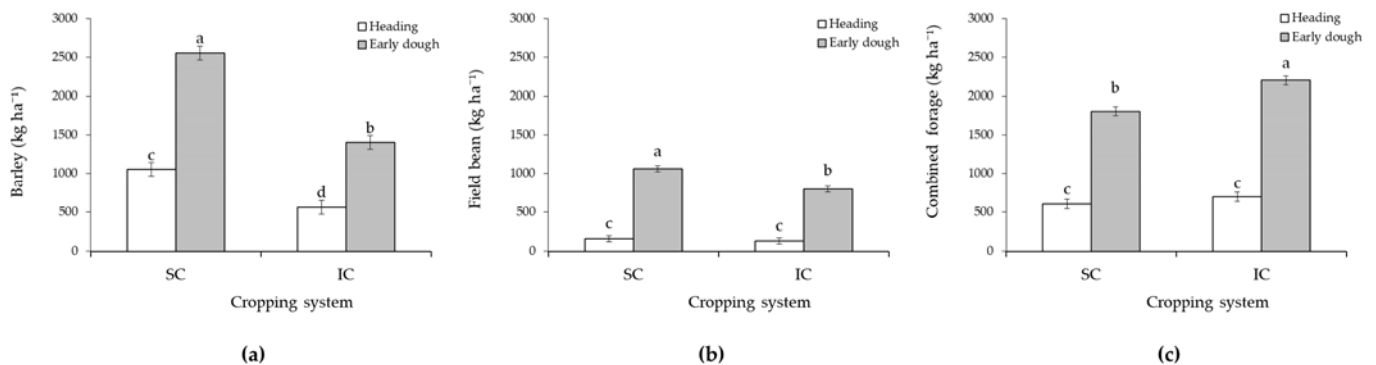 3000
2500
2000
1500
1000
500
0
Barley (kg ha⁻¹)
Heading
Early dough
c
a
d
b
SC
IC
Cropping system
(a)
3000
2500
2000
1500
1000
500
0
Field bean (kg ha⁻¹)
Heading
Early dough
c
a
c
b
SC
IC
Cropping system
(b)
3000
2500
2000
1500
1000
500
0
Combined forage (kg ha⁻¹)
Heading
Early dough
c
b
c
a
SC
IC
Cropping system
(c)